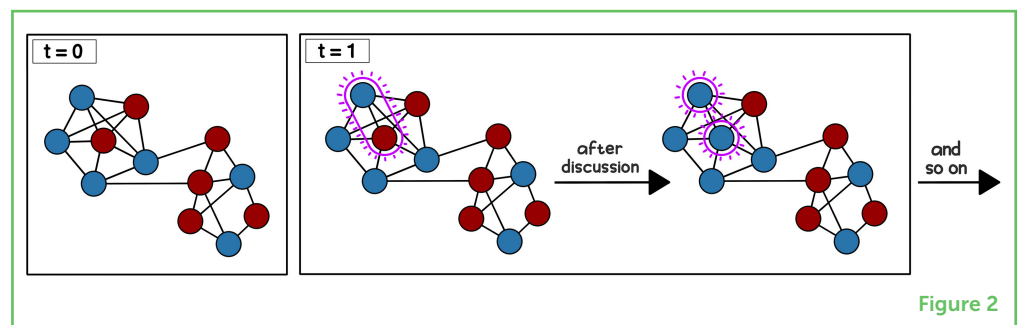 t = 0
t = 1
after
discussion
and
so on
Figure 2